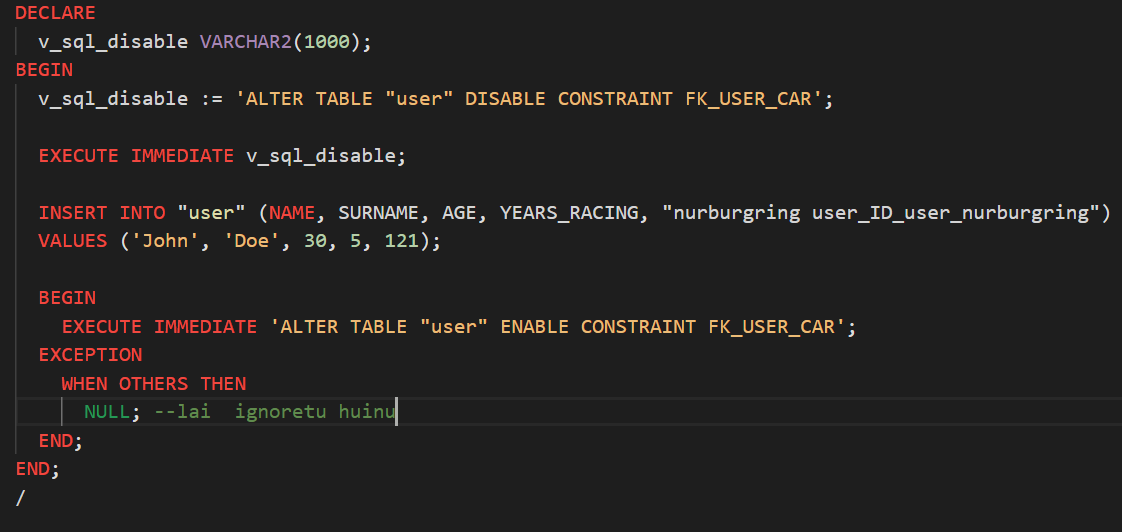 DECLARE
v_sql_disable VARCHAR2(1000);
BEGIN
v_sql_disable := 'ALTER TABLE "user" DISABLE CONSTRAINT FK_USER_CAR';
EXECUTE IMMEDIATE v_sql_disable;
INSERT INTO "user" (NAME, SURNAME, AGE, YEARS_RACING, "nurburgring user_ID_user_nurburgring")
VALUES ('John', 'Doe', 30, 5, 121);
BEGIN
EXECUTE IMMEDIATE 'ALTER TABLE "user" ENABLE CONSTRAINT FK_USER_CAR';
EXCEPTION
WHEN OTHERS THEN
NULL; --lai  ignoretu huinu
END;
END;
/